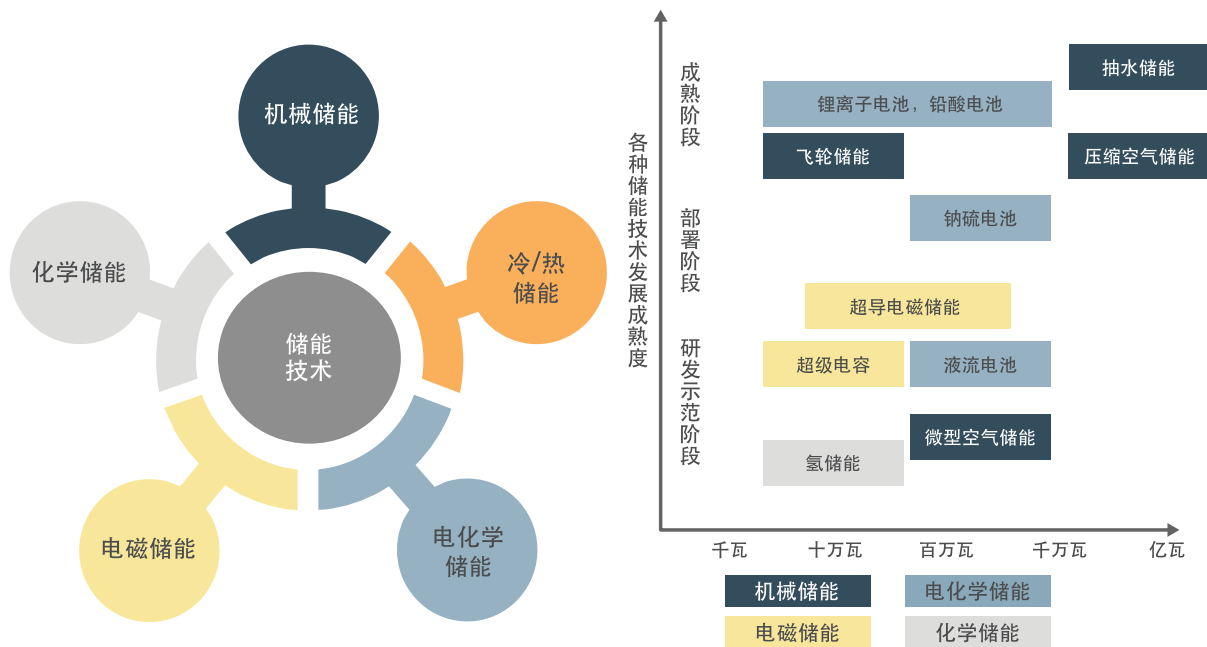 机械储能
冷/热
储能
电化学
储能
电磁储能
化学储能
储能
技术
各种储能技术发展成熟度
成熟阶段
部署阶段
研发示范阶段
抽水储能
锂离子电池，铅酸电池
飞轮储能
压缩空气储能
钠硫电池
超导电磁储能
超级电容
液流电池
微型空气储能
氢储能
千瓦
十万瓦
百万瓦
千万瓦
亿瓦
机械储能
电化学储能
电磁储能
化学储能